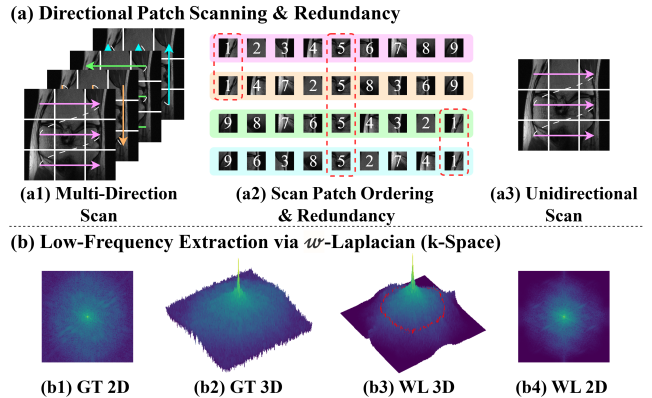 (a) Directional Patch Scanning & Redundancy
1 2 3 4 5 6 7 8 9
1 4 7 2 5 8 3 6 9
9 8 7 6 5 4 3 2 1
9 6 3 8 5 2 7 4 1
(a1) Multi-Direction
Scan
(a2) Scan Patch Ordering
& Redundancy
(a3) Unidirectional
Scan
(b) Low-Frequency Extraction via 𝓌-Laplacian (k-Space)
(b1) GT 2D
(b2) GT 3D
(b3) WL 3D
(b4) WL 2D